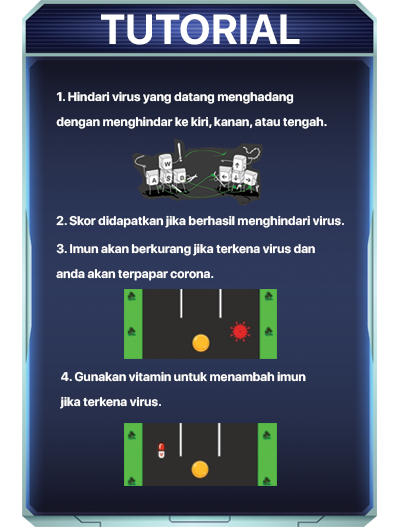 TUTORIAL
1. Hindari virus yang datang menghadang
dengan menghindar ke kiri, kanan, atau tengah.
W
A S D
2. Skor didapatkan jika berhasil menghindari virus.
3. Imun akan berkurang jika terkena virus dan
anda akan terpapar corona.
4. Gunakan vitamin untuk menambah imun
jika terkena virus.